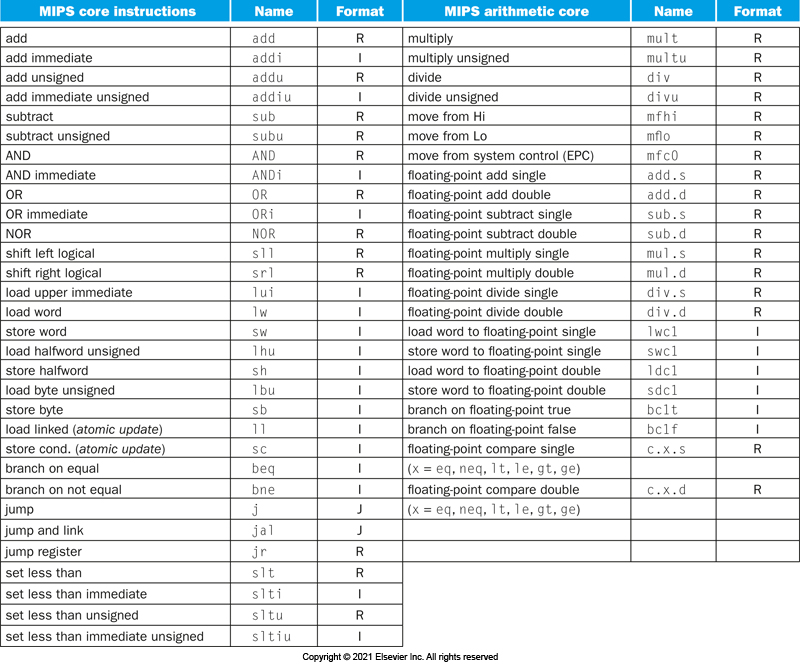 MIPS core instructions Name Format MIPS arithmetic core Name Format
add add R multiply mult R
add immediate addi I multiply unsigned multu R
add unsigned addu R divide div R
add immediate unsigned addiu I divide unsigned divu R
subtract sub R move from Hi mfhi R
subtract unsigned subu R move from Lo mflo R
AND AND R move from system control (EPC) mfc0 R
AND immediate ANDi I floating-point add single add.s R
OR OR R floating-point add double add.d R
OR immediate ORi I floating-point subtract single sub.s R
NOR NOR R floating-point subtract double sub.d R
shift left logical sll R floating-point multiply single mul.s R
shift right logical srl R floating-point multiply double mul.d R
load upper immediate lui I floating-point divide single div.s R
load word lw I floating-point divide double div.d R
store word sw I load word to floating-point single lwc1 I
load halfword unsigned lhu I store word to floating-point single swc1 I
store halfword sh I load word to floating-point double ldc1 I
load byte unsigned lbu I store word to floating-point double sdc1 I
store byte sb I branch on floating-point true bc1t I
load linked (atomic update) ll I branch on floating-point false bc1f I
store cond. (atomic update) sc I floating-point compare single c.x.s R
branch on equal beq I (x = eq, neq, lt, le, gt, ge)
branch on not equal bne I floating-point compare double c.x.d R
jump j J (x = eq, neq, lt, le, gt, ge)
jump and link jal J
jump register jr R
set less than slt R
set less than immediate slti I
set less than unsigned sltu R
set less than immediate unsigned sltiu I
Copyright © 2021 Elsevier Inc. All rights reserved